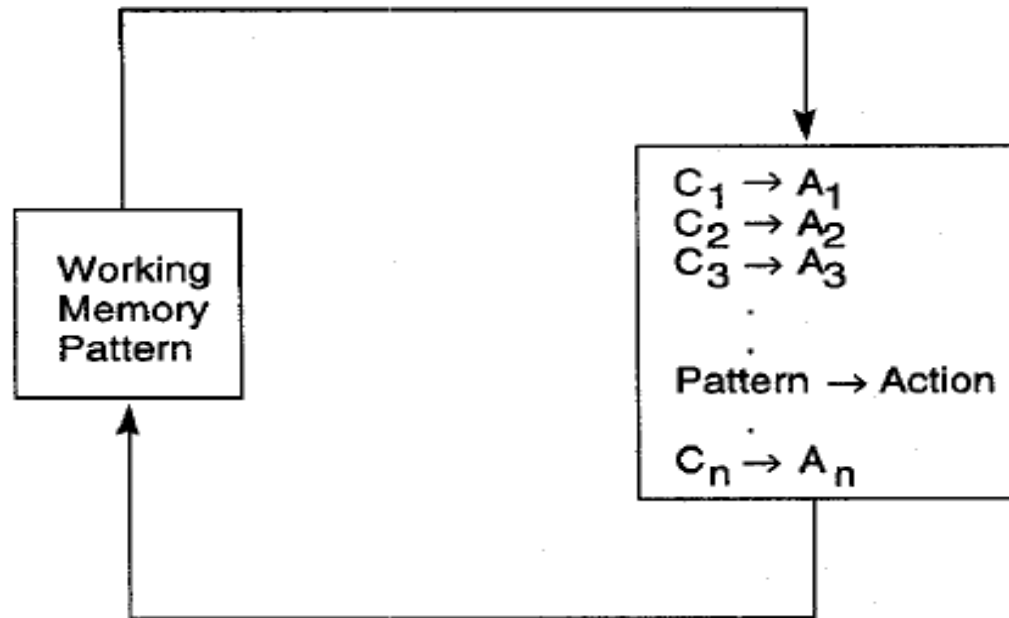 Working
Memory
Pattern
C₁ → A₁
C₂ → A₂
C₃ → A₃
.
.
Pattern → Action
.
Cₙ → Aₙ